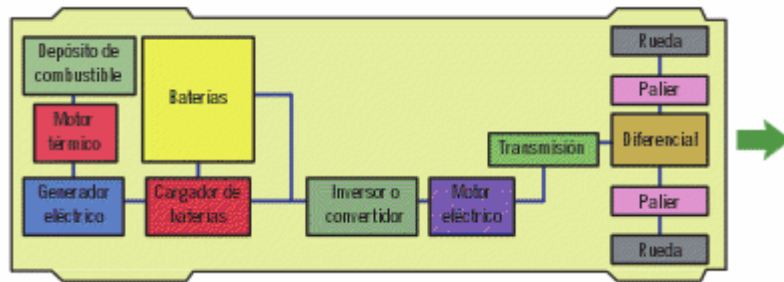 Depósito de
combustible
Motor
térmico
Generador
eléctrico
Baterías
Cargador de
baterías
Inversor o
convertidor
Motor
eléctrico
Transmisión
Rueda
Palier
Diferencial
Palier
Rueda